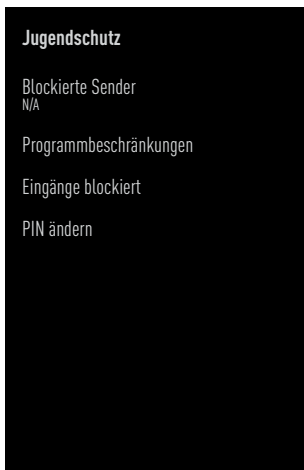 Jugendschutz
Blockierte Sender
N/A
Programmbeschränkungen
Eingänge blockiert
PIN ändern